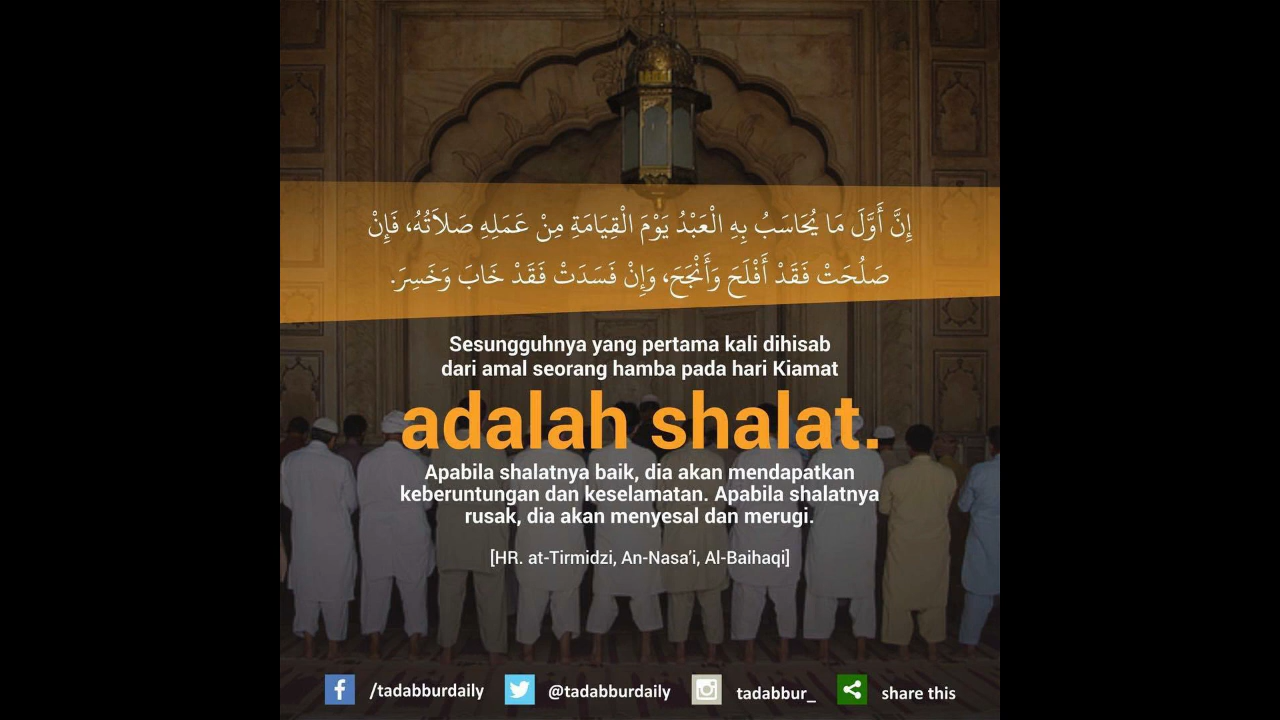 إِنَّ أَوَّلَ مَا يُحَاسَبُ بِهِ الْعَبْدُ يَوْمَ الْقِيَامَةِ مِنْ عَمَلِهِ صَلاَتُهُ، فَإِنْ
صَلُحَتْ فَقَدْ أَفْلَحَ وَأَنْجَحَ، وَإِنْ فَسَدَتْ فَقَدْ خَابَ وَخَسِرَ.
Sesungguhnya yang pertama kali dihisab
dari amal seorang hamba pada hari Kiamat
adalah shalat.
Apabila shalatnya baik, dia akan mendapatkan
keberuntungan dan keselamatan. Apabila shalatnya
rusak, dia akan menyesal dan merugi.
[HR. at-Tirmidzi, An-Nasa’i, Al-Baihaqi]
/tadabburdaily @tadabburdaily tadabbur_ share this